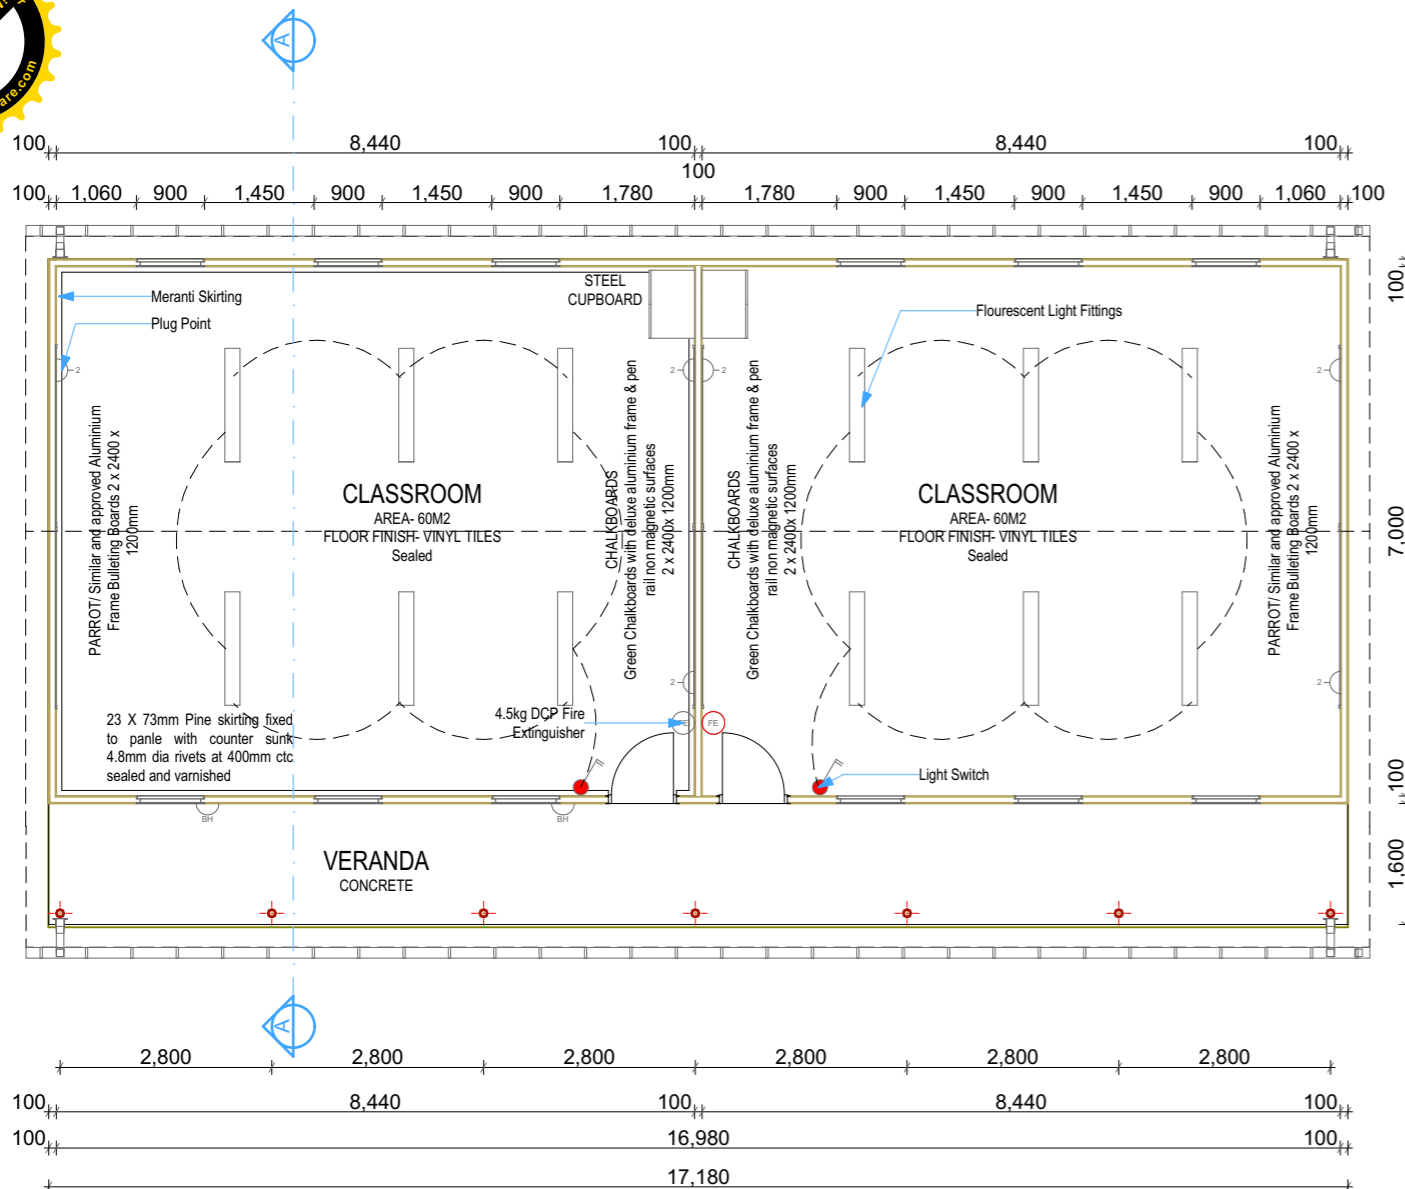 are.com
A
100 8,440 100 8,440 100
100
100 1,060 900 1,450 900 1,450 900 1,780 1,780 900 1,450 900 1,450 900 1,060 100
STEEL
CUPBOARD
Meranti Skirting
Plug Point
Flourescent Light Fittings
100
2
2
2
2
PARROT/ Similar and approved Aluminium
Frame Bulleting Boards 2 x 2400 x
1200mm
CLASSROOM
AREA- 60M2
FLOOR FINISH- VINYL TILES
Sealed
CHALKBOARDS
Green Chalkboards with deluxe aluminium frame & pen
rail non magnetic surfaces
2 x 2400x 1200mm
CHALKBOARDS
Green Chalkboards with deluxe aluminium frame & pen
rail non magnetic surfaces
2 x 2400x 1200mm
CLASSROOM
AREA- 60M2
FLOOR FINISH- VINYL TILES
Sealed
PARROT/ Similar and approved Aluminium
Frame Bulleting Boards 2 x 2400 x
1200mm
7,000
2
2
23 X 73mm Pine skirting fixed
to panle with counter sunk
4.8mm dia rivets at 400mm ctc
sealed and varnished
4.5kg DCP Fire
Extinguisher
FE
FE
Light Switch
100
BH
BH
VERANDA
CONCRETE
1,600
A
2,800 2,800 2,800 2,800 2,800 2,800
100 8,440 100 8,440 100
100 16,980 100
17,180